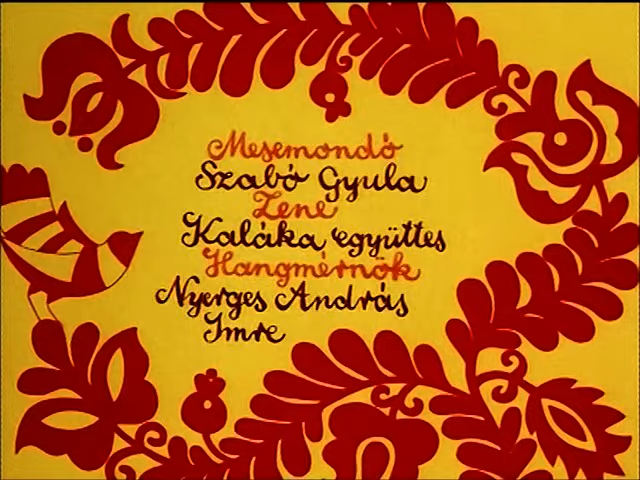 Mesemondó
Szabó Gyula
Zene
Kaláka együttes
Hangmérnök
Nyerges András
Imre